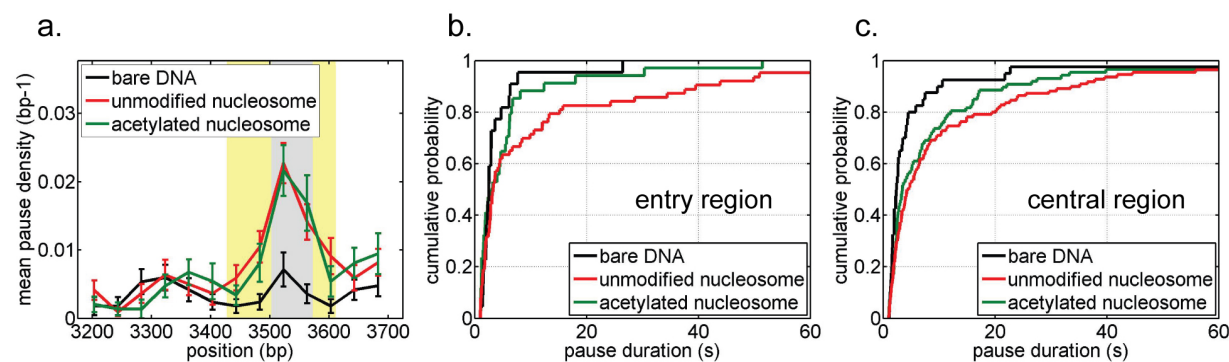 a.
mean pause density (bp-1)
0.03
0.02
0.01
0
bare DNA
unmodified nucleosome
acetylated nucleosome
3200 3300 3400 3500 3600 3700
position (bp)
b.
cumulative probability
1
0.8
0.6
0.4
0.2
0
entry region
bare DNA
unmodified nucleosome
acetylated nucleosome
0 20 40 60
pause duration (s)
c.
cumulative probability
1
0.8
0.6
0.4
0.2
0
central region
bare DNA
unmodified nucleosome
acetylated nucleosome
0 20 40 60
pause duration (s)